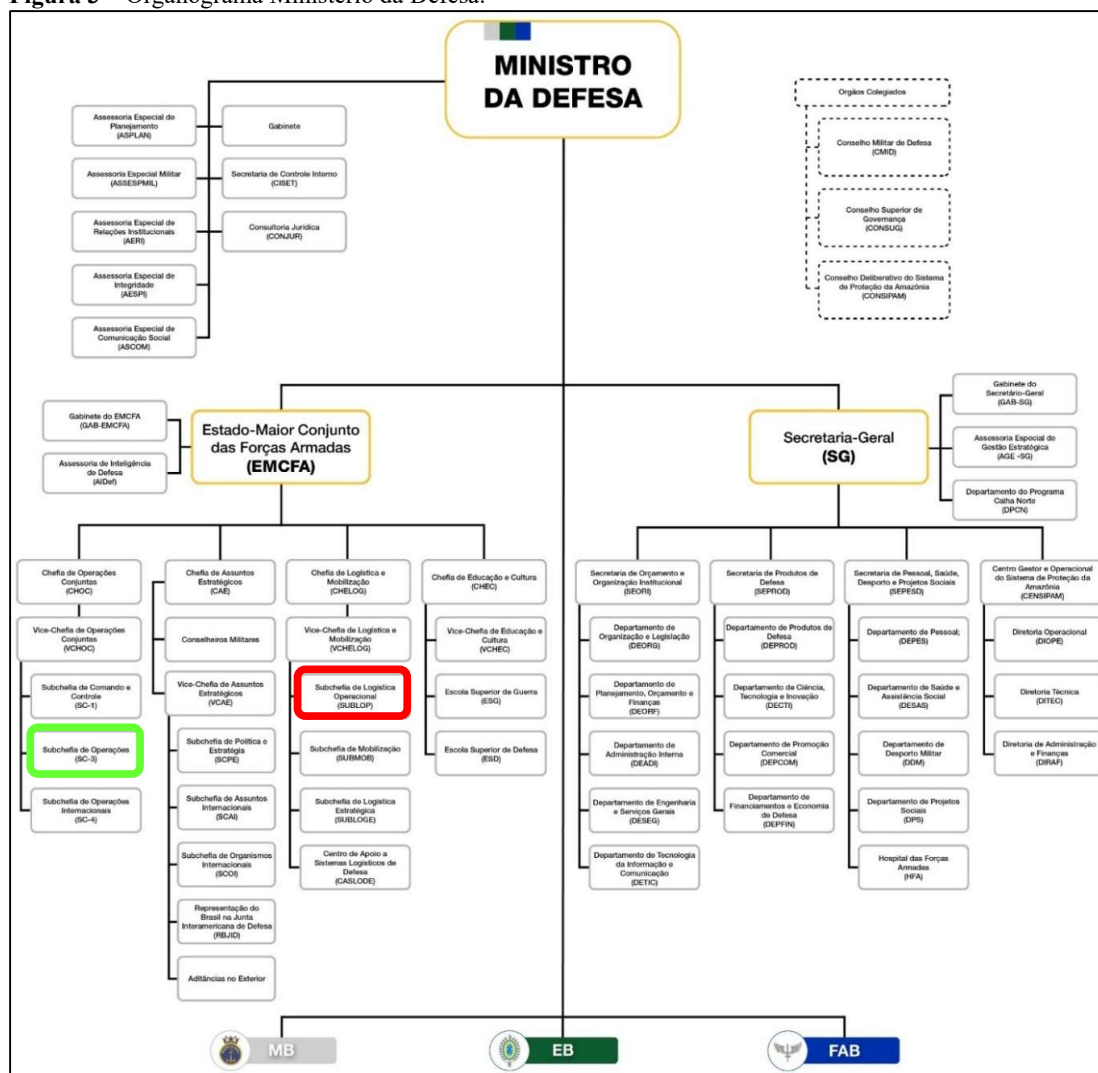 Figura 3 – Organograma Ministério da Defesa.
MINISTRO
DA DEFESA
Assessoria Especial de
Planejamento
(ASPLAN)
Gabinete
Assessoria Especial Militar
(ASSESPMIL)
Secretaria de Controle Interno
(CISET)
Assessoria Especial de
Relações Institucionais
(AERI)
Consultoria Jurídica
(CONJUR)
Assessoria Especial de
Integridade
(AESPI)
Assessoria Especial de
Comunicação Social
(ASCOM)
Orgãos Colegiados
Conselho Militar de Defesa
(CMID)
Conselho Superior de
Governança
(CONSUG)
Conselho Deliberativo do Sistema
de Proteção da Amazônia
(CONSIPAM)
Gabinete do EMCFA
(GAB-EMCFA)
Assessoria de Inteligência
de Defesa
(AIDef)
Estado-Maior Conjunto
das Forças Armadas
(EMCFA)
Secretaria-Geral
(SG)
Gabinete do
Secretário-Geral
(GAB-SG)
Assessoria Especial de
Gestão Estratégica
(AGE -SG)
Departamento do Programa
Calha Norte
(DPCN)
Chefia de Operações
Conjuntas
(CHOC)
Vice-Chefia de Operações
Conjuntas
(VCHOC)
Subchefia de Comando e
Controle
(SC-1)
Subchefia de Operações
(SC-3)
Subchefia de Operações
Internacionais
(SC-4)
Chefia de Assuntos
Estratégicos
(CAE)
Conselheiros Militares
Vice-Chefia de Assuntos
Estratégicos
(VCAE)
Subchefia de Política e
Estratégia
(SCPE)
Subchefia de Assuntos
Internacionais
(SCAI)
Subchefia de Organismos
Internacionais
(SCOI)
Representação do
Brasil na Junta
Interamericana de Defesa
(RBJID)
Aditâncias no Exterior
Chefia de Logística e
Mobilização
(CHELOG)
Vice-Chefia de Logística e
Mobilização
(VCHELOG)
Subchefia de Logística
Operacional
(SUBLOP)
Subchefia de Mobilização
(SUBMOB)
Subchefia de Logística
Estratégica
(SUBLOGE)
Centro de Apoio a
Sistemas Logísticos de
Defesa
(CASLODE)
Chefia de Educação e Cultura
(CHEC)
Vice-Chefia de Educação e
Cultura
(VCHEC)
Escola Superior de Guerra
(ESG)
Escola Superior de Defesa
(ESD)
Secretaria de Orçamento e
Organização Institucional
(SEORI)
Departamento de
Organização e Legislação
(DEORG)
Departamento de
Planejamento, Orçamento e
Finanças
(DEORF)
Departamento de
Administração Interna
(DEADI)
Departamento de Engenharia
e Serviços Gerais
(DESEG)
Departamento de Tecnologia
da Informação e
Comunicação
(DETIC)
Secretaria de Produtos de
Defesa
(SEPROD)
Departamento de Produtos de
Defesa
(DEPROD)
Departamento de Ciência,
Tecnologia e Inovação
(DECTI)
Departamento de Promoção
Comercial
(DEPCOM)
Departamento de
Financiamentos e Economia
de Defesa
(DEPFIN)
Secretaria de Pessoal, Saúde,
Desporto e Projetos Sociais
(SEPESD)
Departamento de Pessoal;
(DEPES)
Departamento de Saúde e
Assistência Social
(DESAS)
Departamento de
Desporto Militar
(DDM)
Departamento de Projetos
Sociais
(DPS)
Hospital das Forças
Armadas
(HFA)
Centro Gestor e Operacional
do Sistema de Proteção da
Amazônia
(CENSIPAM)
Diretoria Operacional
(DIOPE)
Diretoria Técnica
(DITEC)
Diretoria de Administração
e Finanças
(DIRAF)
MB
EB
FAB